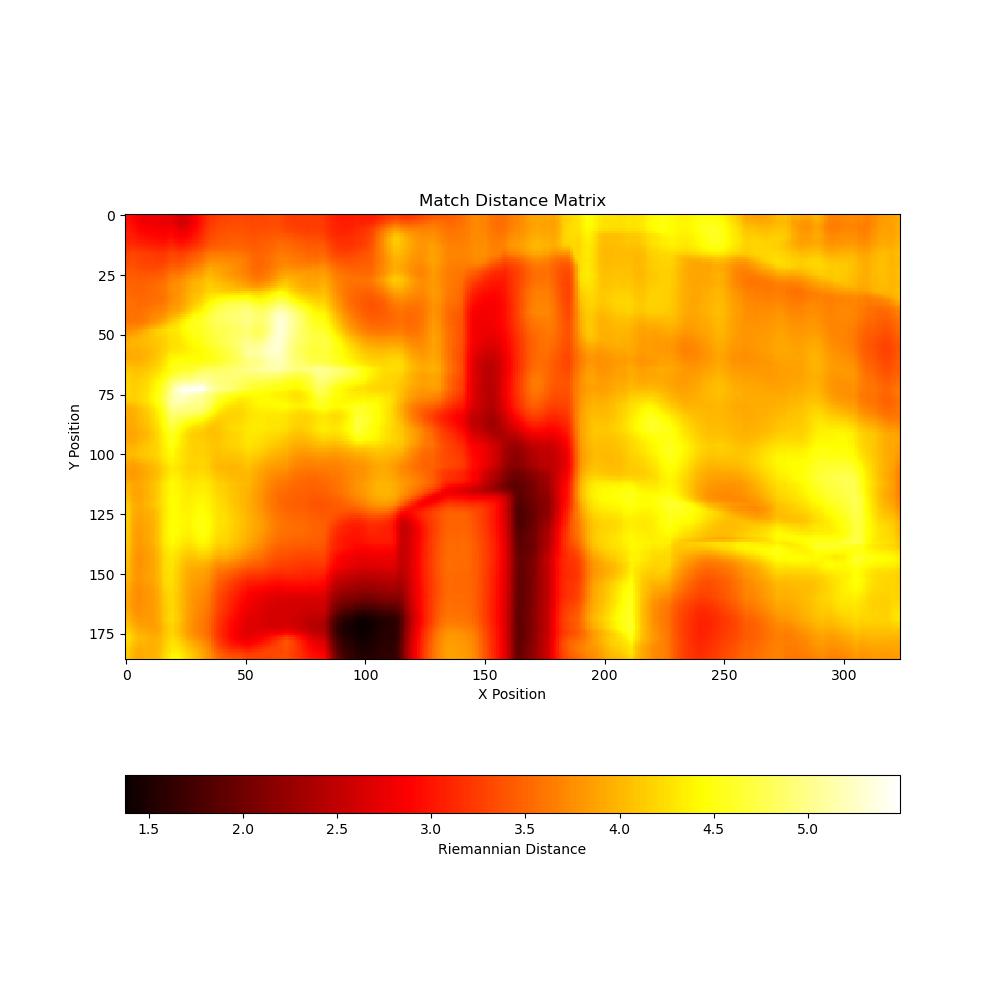 Match Distance Matrix
0
25
50
75
100
125
150
175
Y Position
0 50 100 150 200 250 300
X Position
1.5 2.0 2.5 3.0 3.5 4.0 4.5 5.0
Riemannian Distance